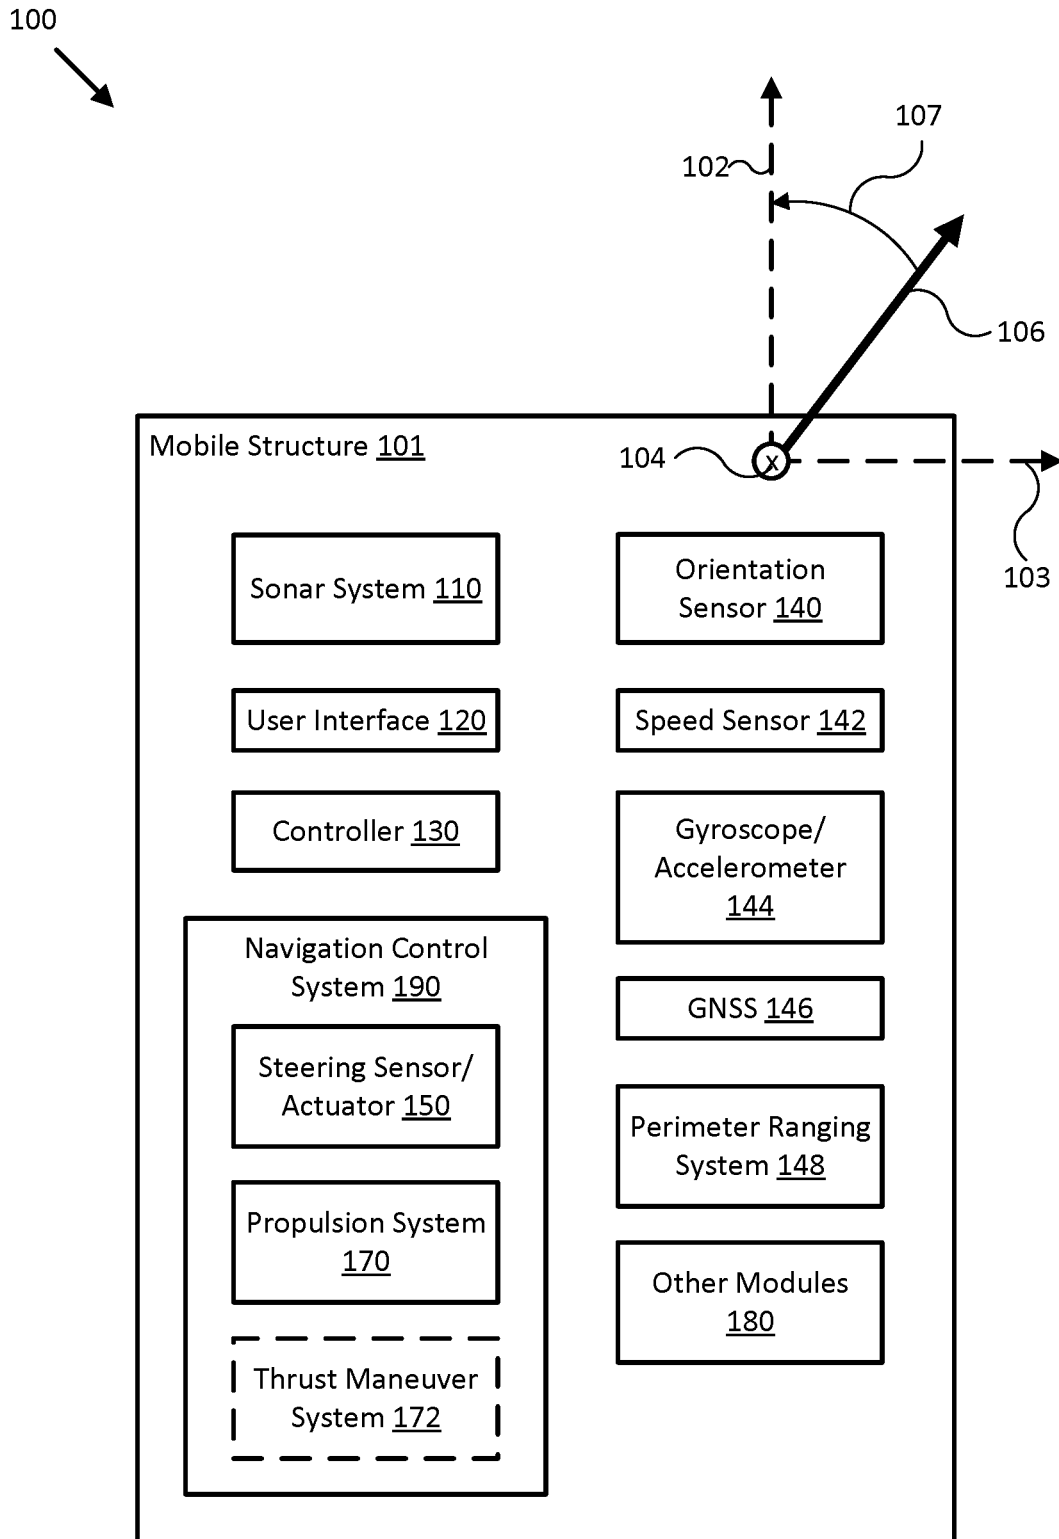 100
107
102
106
Mobile Structure 101
104
x
103
Sonar System 110
Orientation
Sensor 140
User Interface 120
Speed Sensor 142
Controller 130
Gyroscope/
Accelerometer
144
Navigation Control
System 190
GNSS 146
Steering Sensor/
Actuator 150
Perimeter Ranging
System 148
Propulsion System
170
Other Modules
180
Thrust Maneuver
System 172